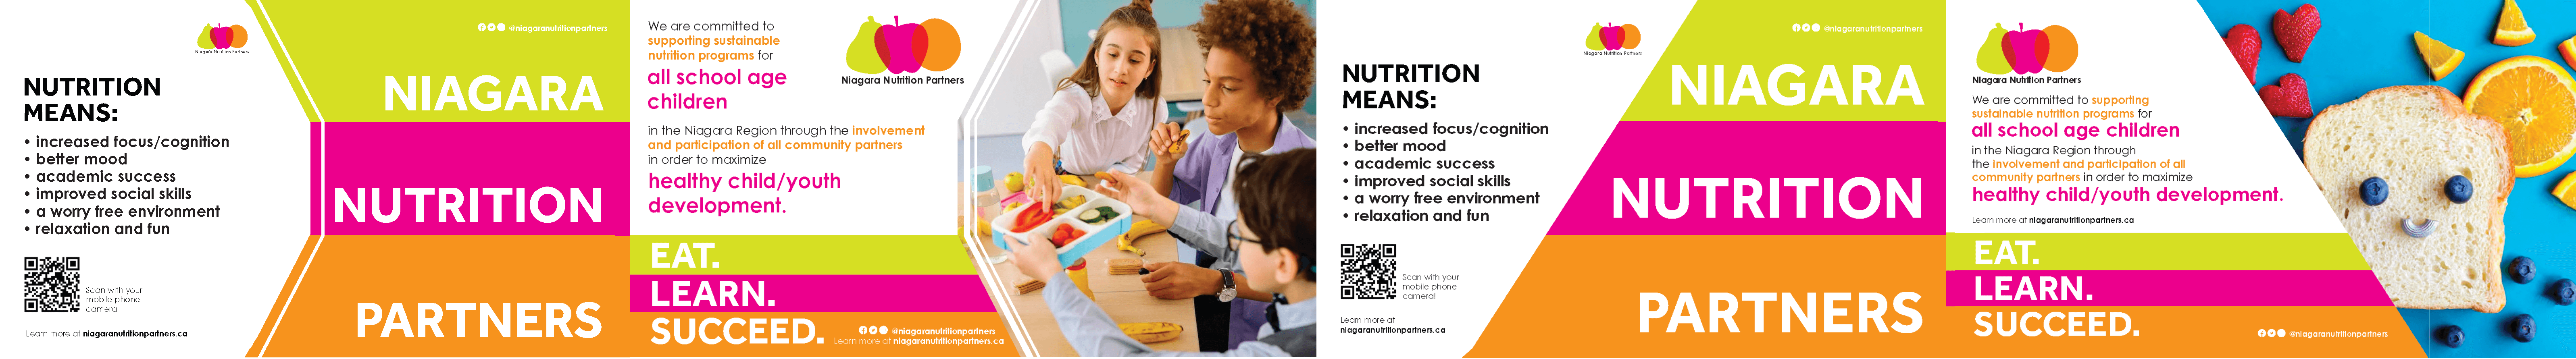 Niagara Nutrition Partners
NUTRITION
MEANS:
• increased focus/cognition
• better mood
• academic success
• improved social skills
• a worry free environment
• relaxation and fun
Scan with your
mobile phone
camera!
Learn more at niagaranutritionpartners.ca
@niagaranutritionpartners
NIAGARA
NUTRITION
PARTNERS
We are committed to
supporting sustainable
nutrition programs for
all school age
children
in the Niagara Region through the involvement
and participation of all community partners
in order to maximize
healthy child/youth
development.
Niagara Nutrition Partners
EAT.
LEARN.
SUCCEED.
@niagaranutritionpartners
Learn more at niagaranutritionpartners.ca
Niagara Nutrition Partners
NUTRITION
MEANS:
• increased focus/cognition
• better mood
• academic success
• improved social skills
• a worry free environment
• relaxation and fun
Scan with your
mobile phone
camera!
Learn more at
niagaranutritionpartners.ca
@niagaranutritionpartners
NIAGARA
NUTRITION
PARTNERS
Niagara Nutrition Partners
We are committed to supporting
sustainable nutrition programs for
all school age children
in the Niagara Region through
the involvement and participation of all
community partners in order to maximize
healthy child/youth development.
Learn more at niagaranutritionpartners.ca
EAT.
LEARN.
SUCCEED.
@niagaranutritionpartners